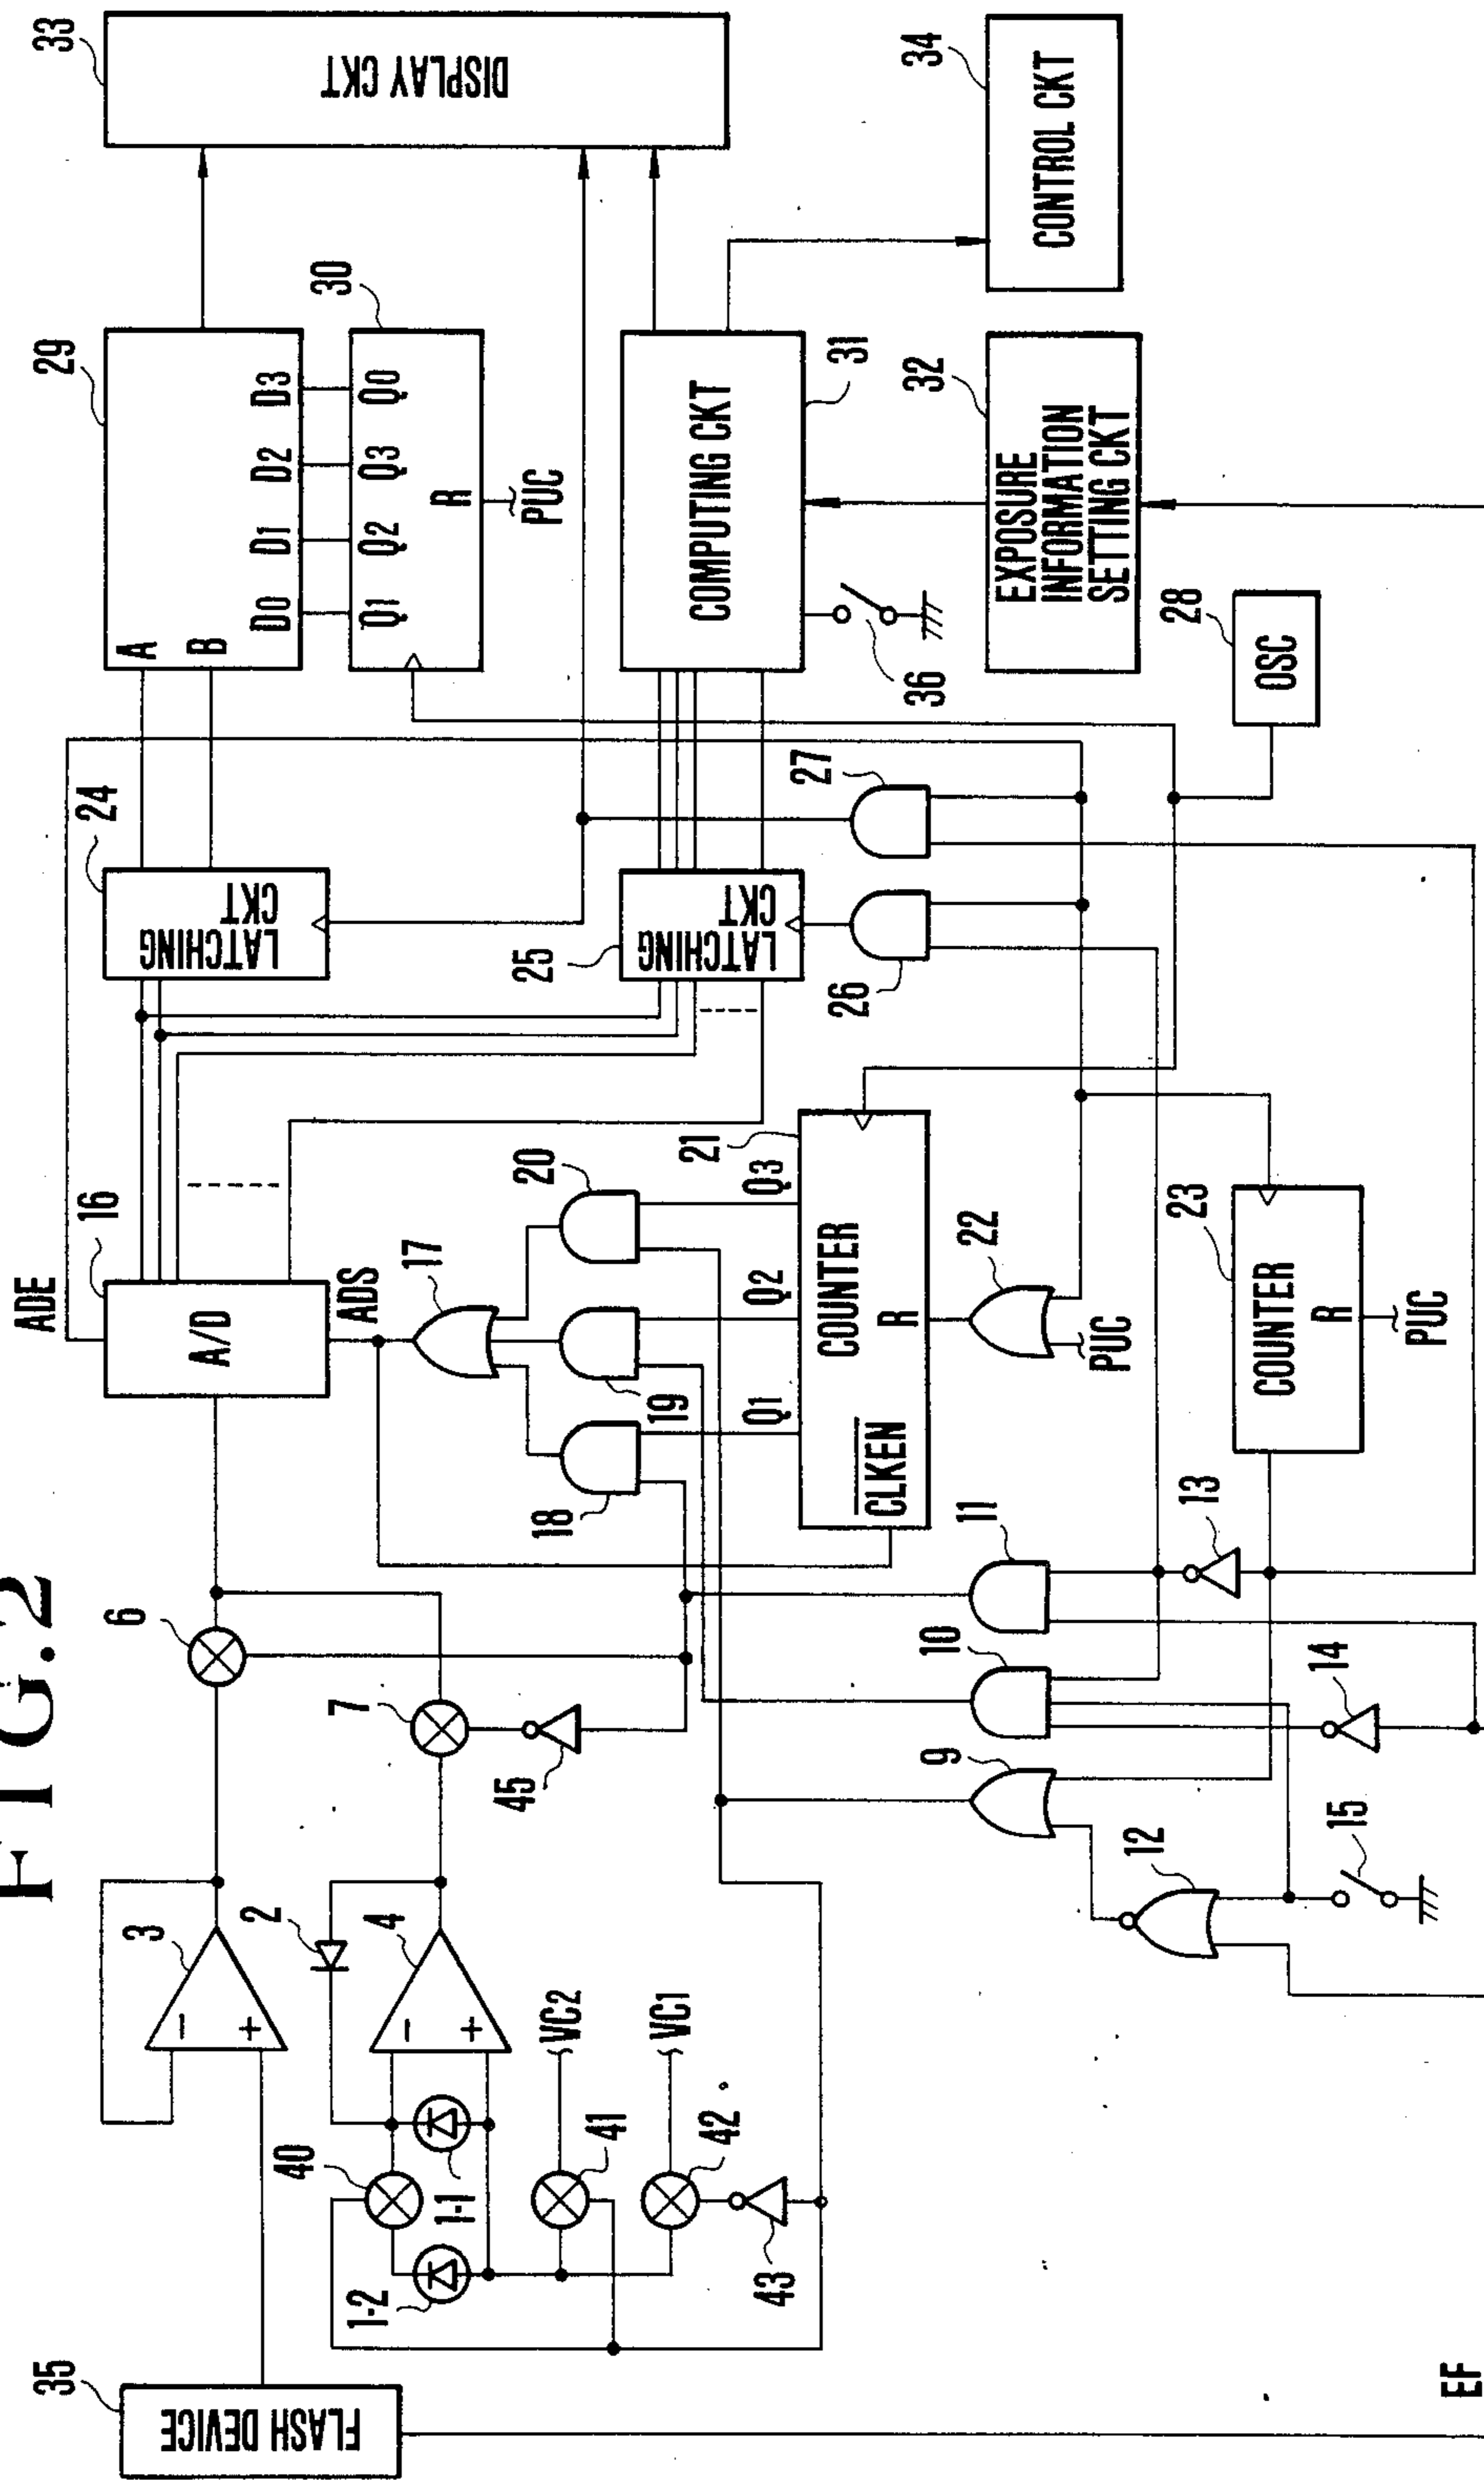 FIG.2
35
FLASH DEVICE
3
−
+
6
ADE
16
A/D
ADS
24
LATCHING
CKT
29
A
B
D0
D1
D2
D3
30
Q1
Q2
Q3
Q0
R
PUC
33
DISPLAY CKT
2
4
−
+
7
45
40
1-1
1-2
41
VC2
42
VC1
43
17
18
19
20
21
Q1
Q2
Q3
COUNTER
CLKEN
R
22
PUC
25
LATCHING
CKT
26
27
COMPUTING CKT
31
36
34
CONTROL CKT
32
EXPOSURE
INFORMATION
SETTING CKT
28
OSC
9
10
11
12
13
14
15
23
COUNTER
R
PUC
EF